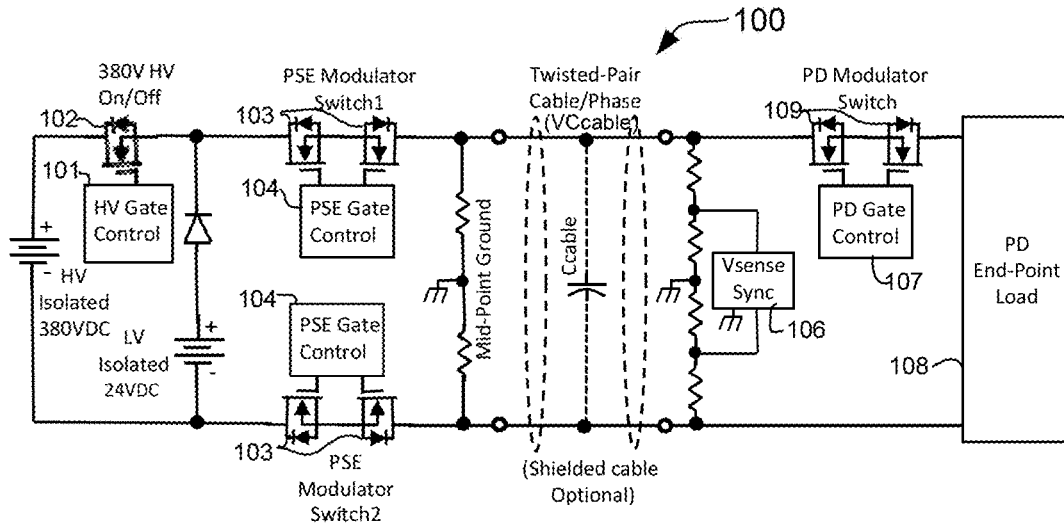 100
380V HV
On/Off
102
PSE Modulator
Switch1
103
Twisted-Pair
Cable/Phase
(VCcable)
PD Modulator
Switch
109
101
HV Gate
Control
104
PSE Gate
Control
PD Gate
Control
107
+
-
HV
Isolated
380VDC
Mid-Point Ground
Ccable
Vsense
Sync
106
PD
End-Point
Load
108
104
PSE Gate
Control
+
-
LV
Isolated
24VDC
103
PSE
Modulator
Switch2
(Shielded cable
Optional)